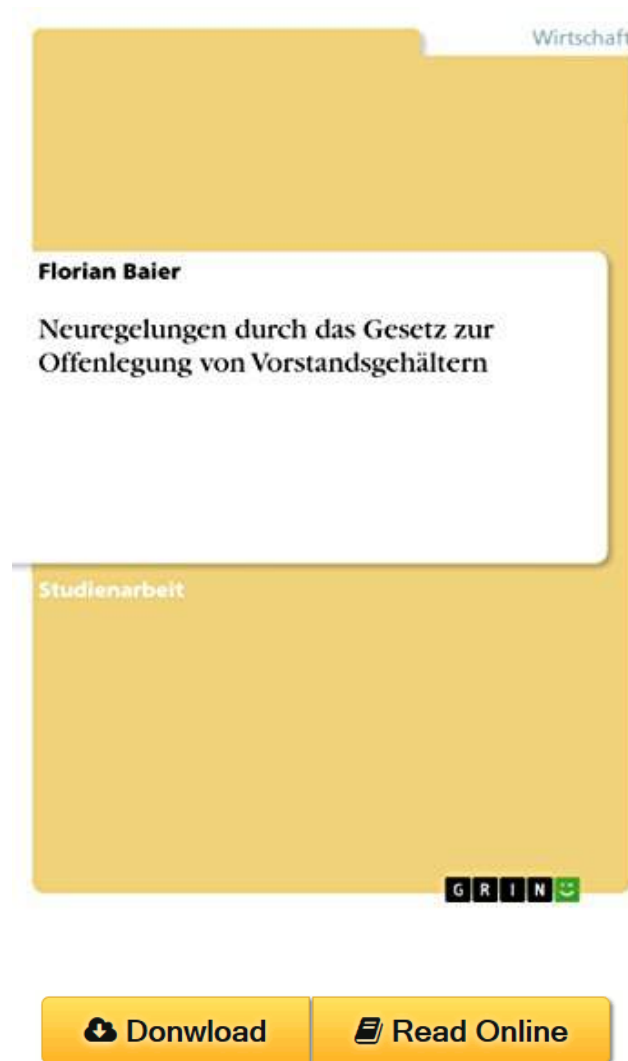 Wirtschaft
Florian Baier
Neuregelungen durch das Gesetz zur
Offenlegung von Vorstandsgehältern
Studienarbeit
GRIN
Donwload
Read Online